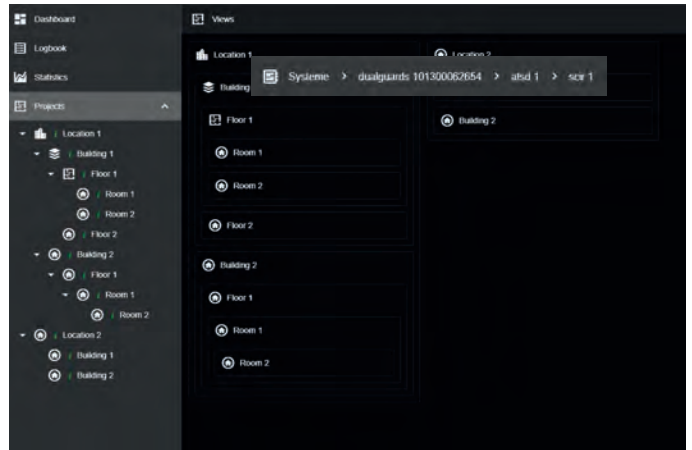 Dashboard
Logbook
Statistics
Projects
Location 1
Building 1
Floor 1
Room 1
Room 2
Floor 2
Building 2
Floor 1
Room 1
Room 2
Location 2
Building 1
Building 2
Views
Location 1
Building
Floor 1
Room 1
Room 2
Floor 2
Building 2
Floor 1
Room 1
Room 2
Location 2
Building 2
Systeme > dualguards 101300062654 > atsd 1 > scir 1